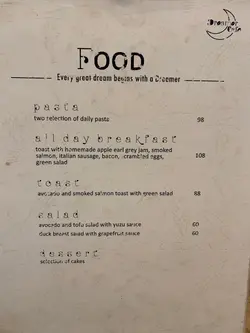 Dreamer
Cafe
FOOD
Every great dream begins with a Dreamer
pasta
two selection of daily pasta 98
all day breakfast
toast with homemade apple earl grey jam, smoked
salmon, italian sausage, bacon, scrambled eggs, 108
green salad
toast
avocado and smoked salmon toast with green salad 88
salad
avocado and tofu salad with yuzu sauce 60
duck breast salad with grapefruit sauce 60
dessert
selection of cakes